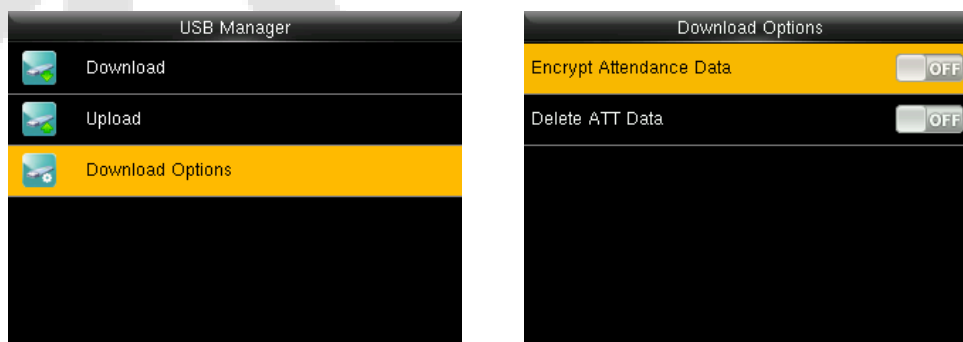 USB Manager
Download
Upload
Download Options
Download Options
Encrypt Attendance Data OFF
Delete ATT Data OFF